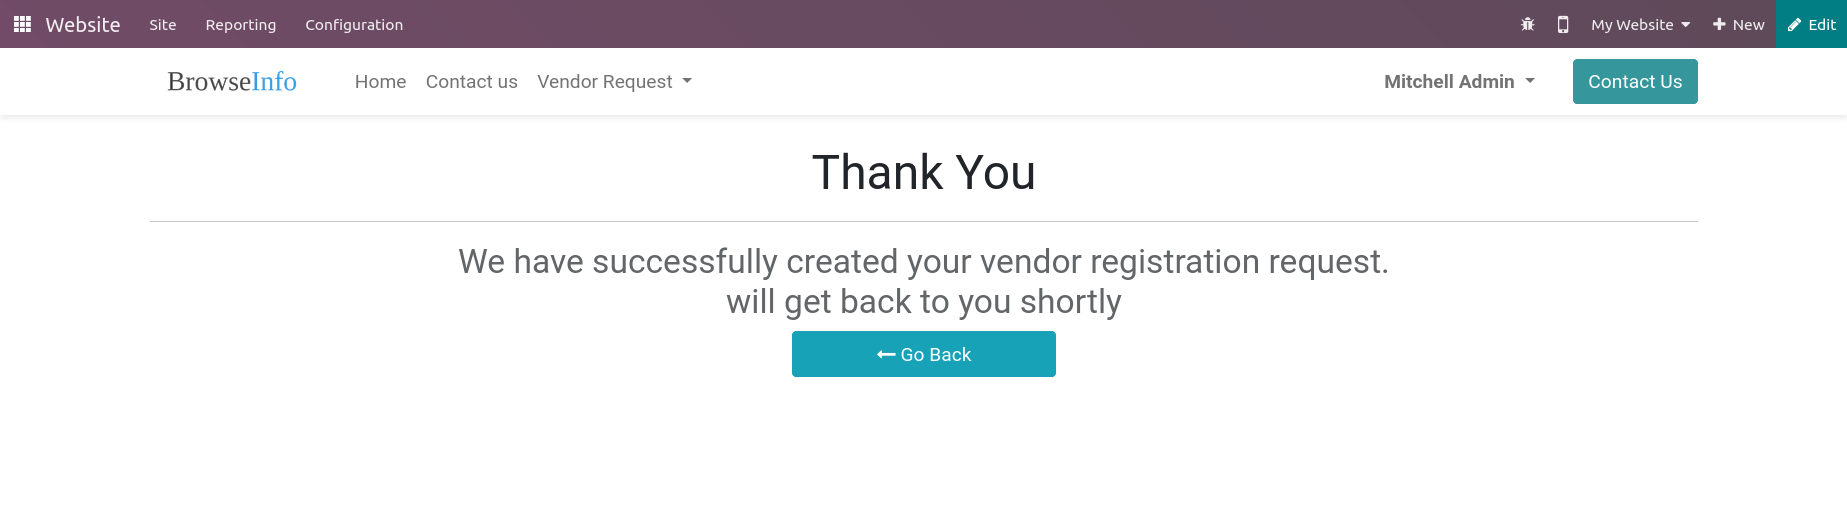 Website Site Reporting Configuration My Website New Edit
BrowseInfo Home Contact us Vendor Request Mitchell Admin Contact Us
Thank You
We have successfully created your vendor registration request.
will get back to you shortly
Go Back